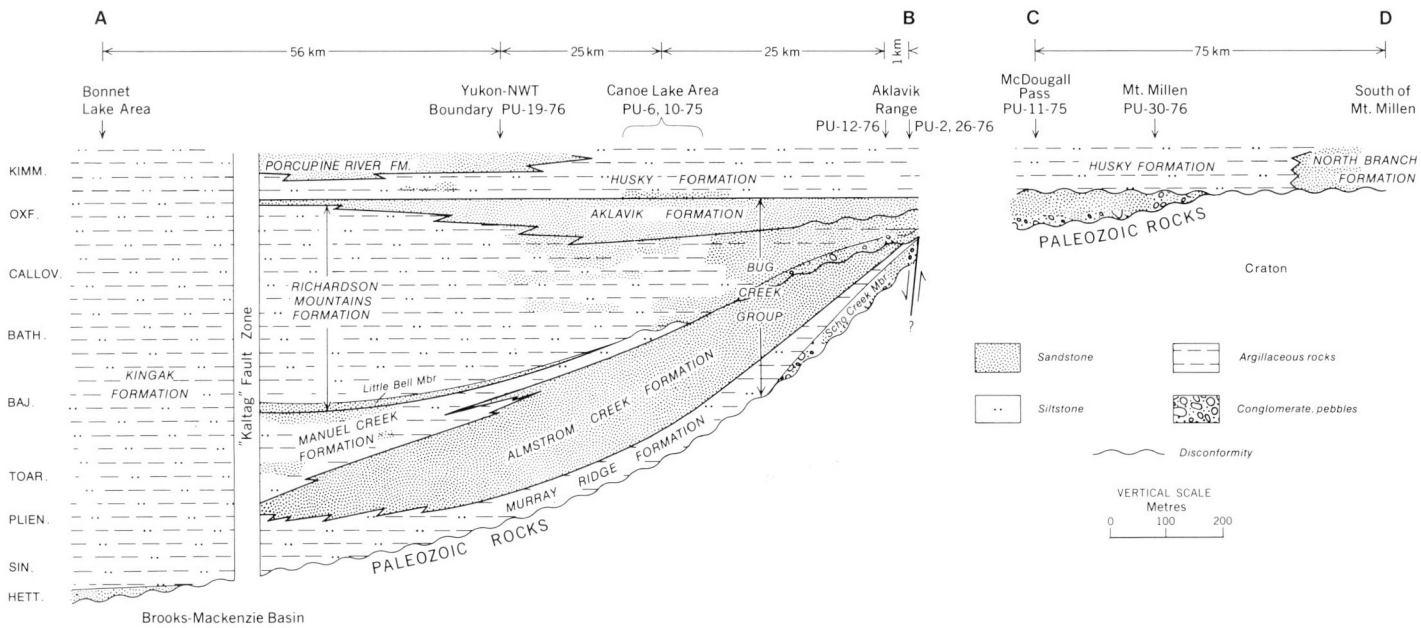 A
B
C
D
56 km
25 km
25 km
1 km
75 km
Bonnet
Lake Area
Yukon-NWT
Boundary PU-19-76
Canoe Lake Area
PU-6, 10-75
Aklavik
Range
PU-12-76
PU-2, 26-76
McDougall
Pass
PU-11-75
Mt. Millen
PU-30-76
South of
Mt. Millen
KIMM.
OXF.
CALLOV.
BATH.
BAJ.
TOAR.
PLIEN.
SIN.
HETT.
KINGAK
FORMATION
"Kaltag" Fault Zone
PORCUPINE RIVER FM.
HUSKY FORMATION
AKLAVIK FORMATION
RICHARDSON
MOUNTAINS
FORMATION
BUG
CREEK
GROUP
Little Bell Mbr
MANUEL CREEK
FORMATION
ALMSTROM CREEK FORMATION
MURRAY RIDGE FORMATION
Scho Creek Mbr
?
PALEOZOIC ROCKS
Brooks-Mackenzie Basin
HUSKY FORMATION
NORTH BRANCH
FORMATION
PALEOZOIC ROCKS
Craton
Sandstone
Argillaceous rocks
Siltstone
Conglomerate, pebbles
Disconformity
VERTICAL SCALE
Metres
0 100 200